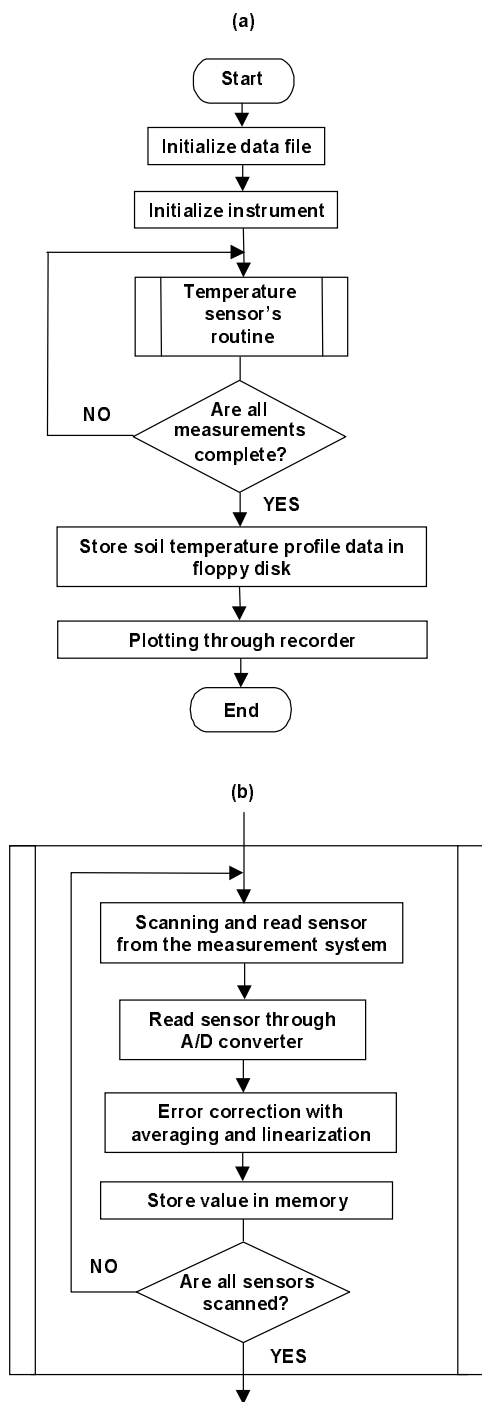 (a)
Start
Initialize data file
Initialize instrument
Temperature
sensor's
routine
NO
Are all
measurements
complete?
YES
Store soil temperature profile data in
floppy disk
Plotting through recorder
End
(b)
Scanning and read sensor
from the measurement system
Read sensor through
A/D converter
Error correction with
averaging and linearization
Store value in memory
NO
Are all sensors
scanned?
YES